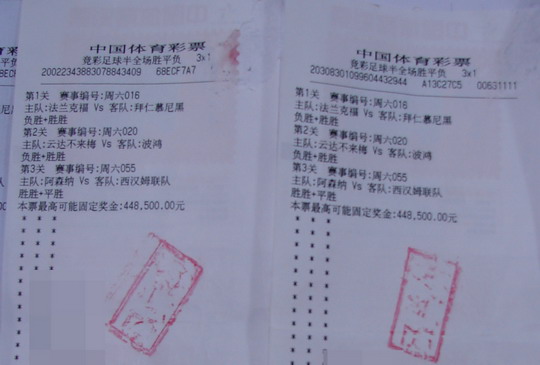 中国体育彩票
竞彩足球半全场胜平负 3x1
200223438830788434​09 68ECF7A7
第1关 赛事编号:周六016
主队:法兰克福 Vs 客队:拜仁慕尼黑
负胜+胜胜
第2关 赛事编号:周六020
主队:云达不来梅 Vs 客队:波鸿
负胜+胜胜
第3关 赛事编号:周六055
主队:阿森纳 Vs 客队:西汉姆联队
胜胜+平胜
本票最高可能固定奖金:448,500.00元
中国体育彩票
竞彩足球半全场胜平负 3x1
20308301099604432944 A13C27C5 00631111
第1关 赛事编号:周六016
主队:法兰克福 Vs 客队:拜仁慕尼黑
负胜+胜胜
第2关 赛事编号:周六020
主队:云达不来梅 Vs 客队:波鸿
负胜+胜胜
第3关 赛事编号:周六055
主队:阿森纳 Vs 客队:西汉姆联队
胜胜+平胜
本票最高可能固定奖金:448,500.00元